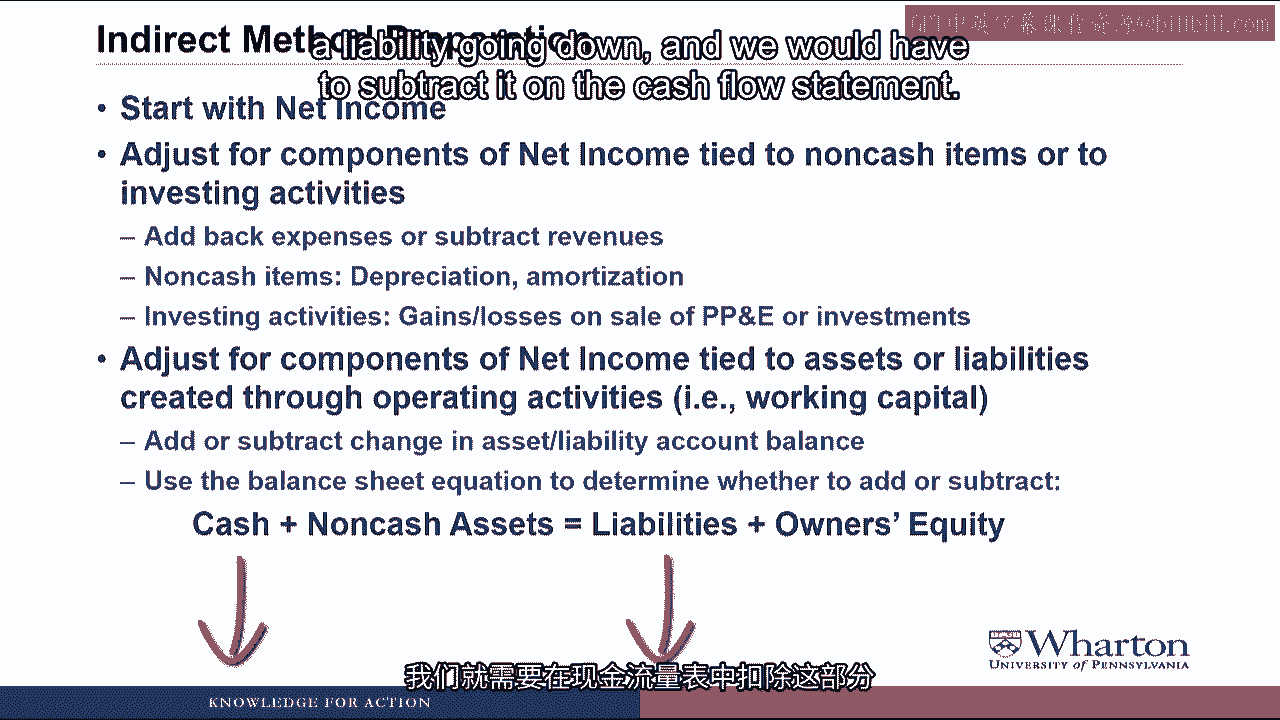 Indirect Method Preparation
a liability going down, and we would have
to subtract it on the cash flow statement.
• Start with Net Income
• Adjust for components of Net Income tied to noncash items or to
investing activities
– Add back expenses or subtract revenues
– Noncash items: Depreciation, amortization
– Investing activities: Gains/losses on sale of PP&E or investments
• Adjust for components of Net Income tied to assets or liabilities
created through operating activities (i.e., working capital)
– Add or subtract change in asset/liability account balance
– Use the balance sheet equation to determine whether to add or subtract:
Cash + Noncash Assets = Liabilities + Owners’ Equity
Wharton
UNIVERSITY of PENNSYLVANIA
我们就需要在现金流量表中扣除这部分
KNOWLEDGE FOR ACTION